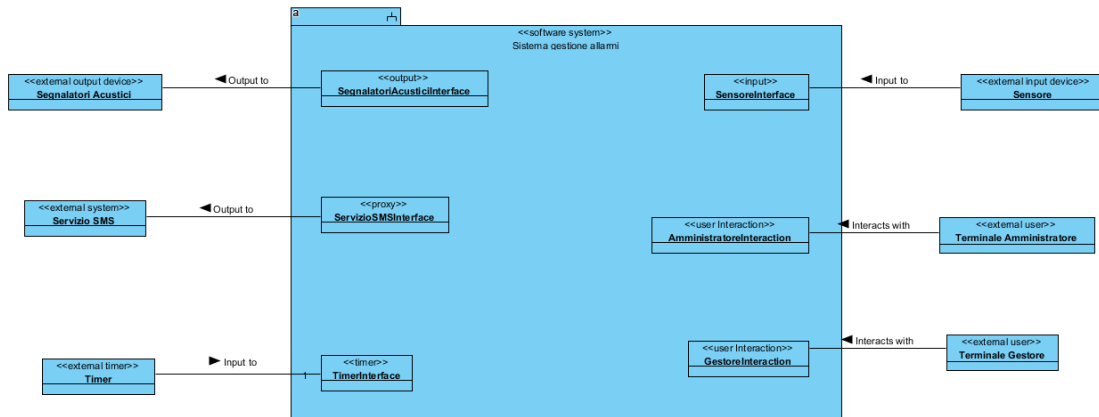 a
<<software system>>
Sistema gestione allarmi
<<external output device>>
Segnalatori Acustici
Output to
<<output>>
SegnalatoriAcusticiInterface
<<input>>
SensoreInterface
Input to
<<external input device>>
Sensore
<<external system>>
Servizio SMS
Output to
<<proxy>>
ServizioSMSInterface
<<user Interaction>>
AmministratoreInteraction
Interacts with
<<external user>>
Terminale Amministratore
<<external timer>>
Timer
Input to
1
<<timer>>
TimerInterface
<<user Interaction>>
GestoreInteraction
Interacts with
<<external user>>
Terminale Gestore